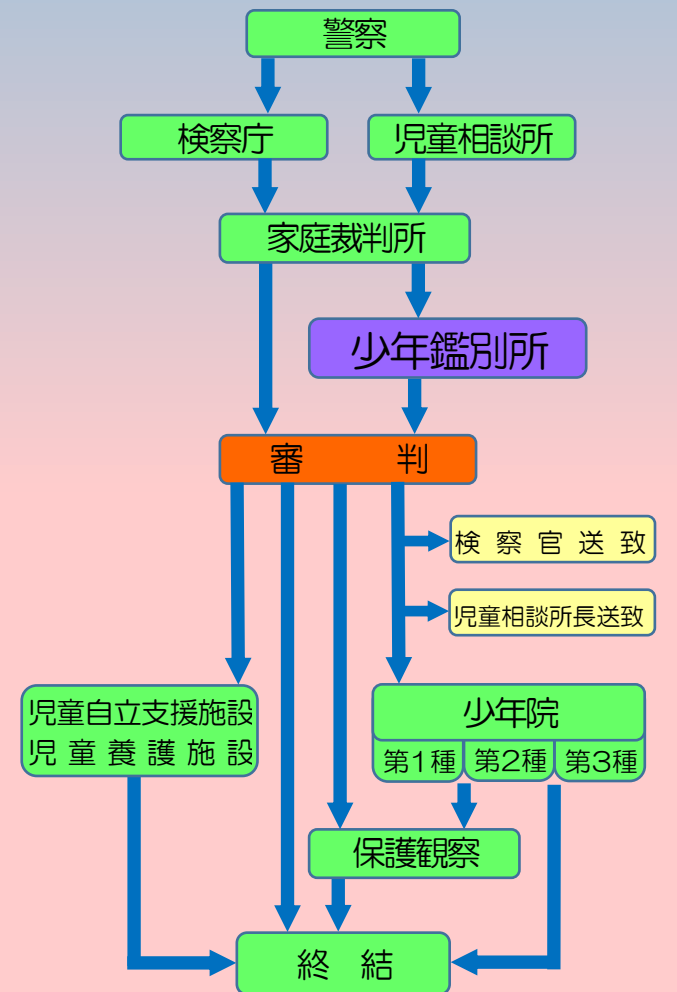 警察
検察庁
児童相談所
家庭裁判所
少年鑑別所
審　判
検察官送致
児童相談所長送致
児童自立支援施設
児童養護施設
少年院
第1種
第2種
第3種
保護観察
終結